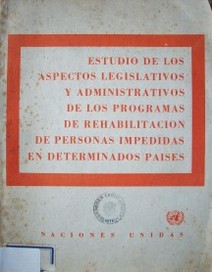 ESTUDIO DE LOS
ASPECTOS LEGISLATIVOS
Y ADMINISTRATIVOS
DE LOS PROGRAMAS
DE REHABILITACION
DE PERSONAS IMPEDIDAS
EN DETERMINADOS PAISES
NACIONES UNIDAS